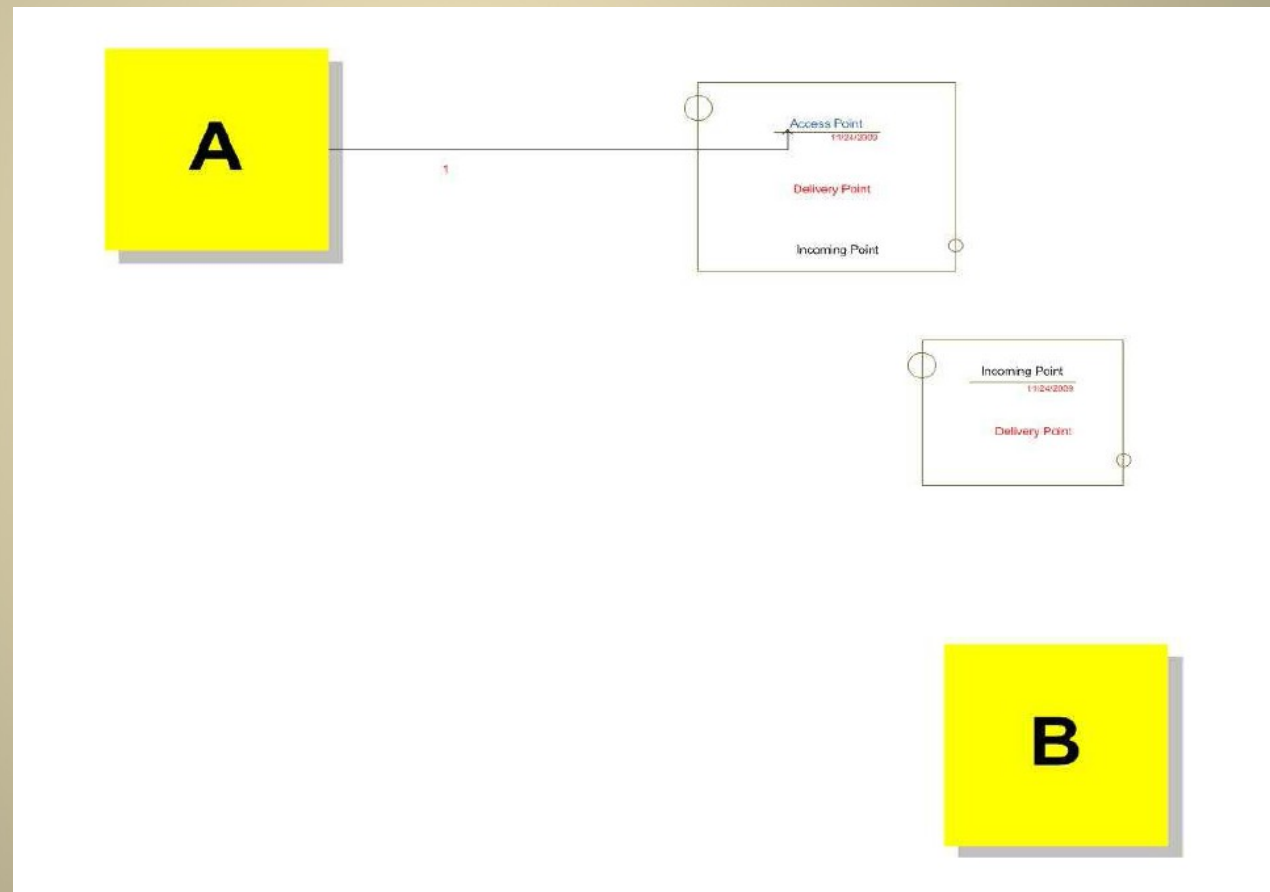 A
1
Access Point
11/24/2009
Delivery Point
Incoming Point
Incoming Point
11/24/2009
Delivery Point
B